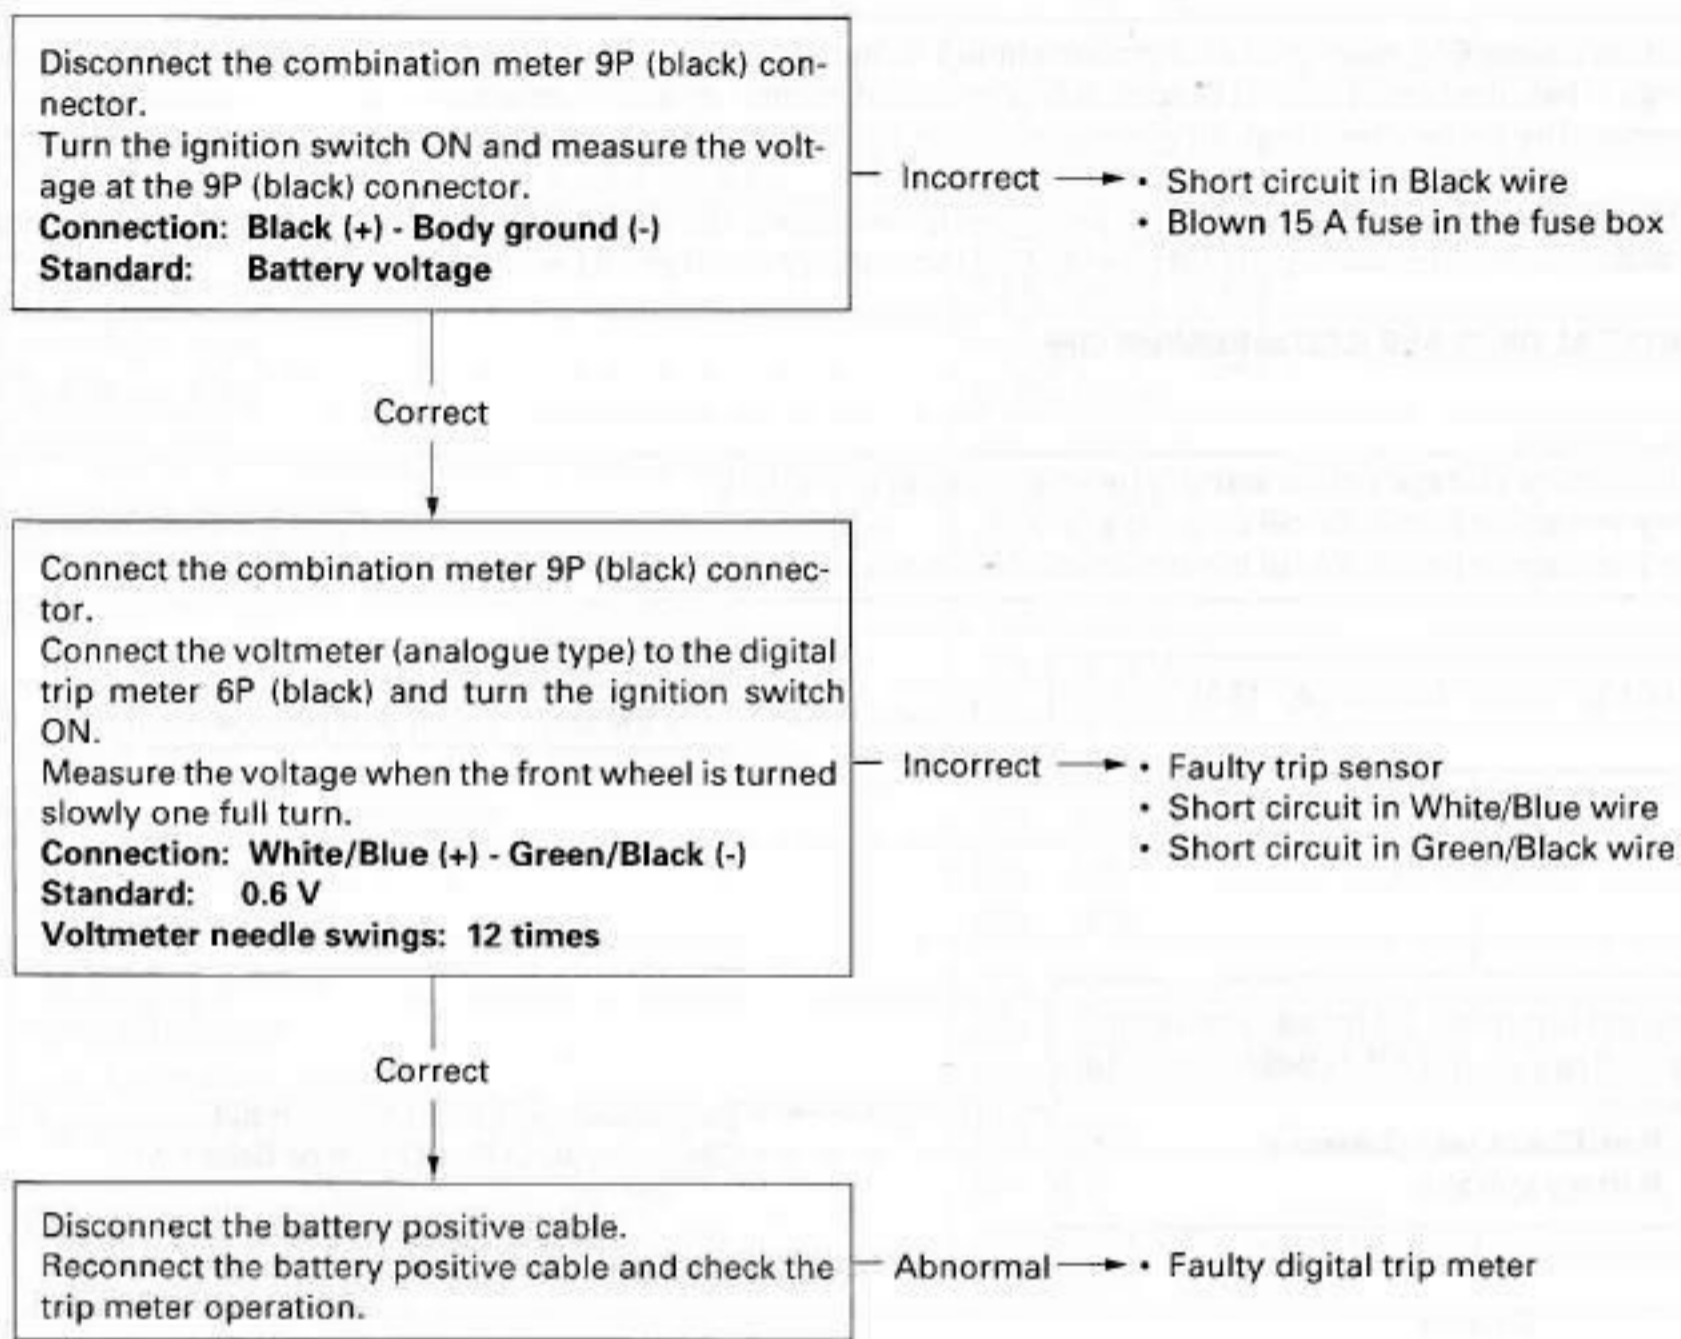 Disconnect the combination meter 9P (black) con-
nector.
Turn the ignition switch ON and measure the volt-
age at the 9P (black) connector.
Connection: Black (+) - Body ground (-)
Standard: Battery voltage
Incorrect
• Short circuit in Black wire
• Blown 15 A fuse in the fuse box
Correct
Connect the combination meter 9P (black) connec-
tor.
Connect the voltmeter (analogue type) to the digital
trip meter 6P (black) and turn the ignition switch
ON.
Measure the voltage when the front wheel is turned
slowly one full turn.
Connection: White/Blue (+) - Green/Black (-)
Standard: 0.6 V
Voltmeter needle swings: 12 times
Incorrect
• Faulty trip sensor
• Short circuit in White/Blue wire
• Short circuit in Green/Black wire
Correct
Disconnect the battery positive cable.
Reconnect the battery positive cable and check the
trip meter operation.
Abnormal
• Faulty digital trip meter